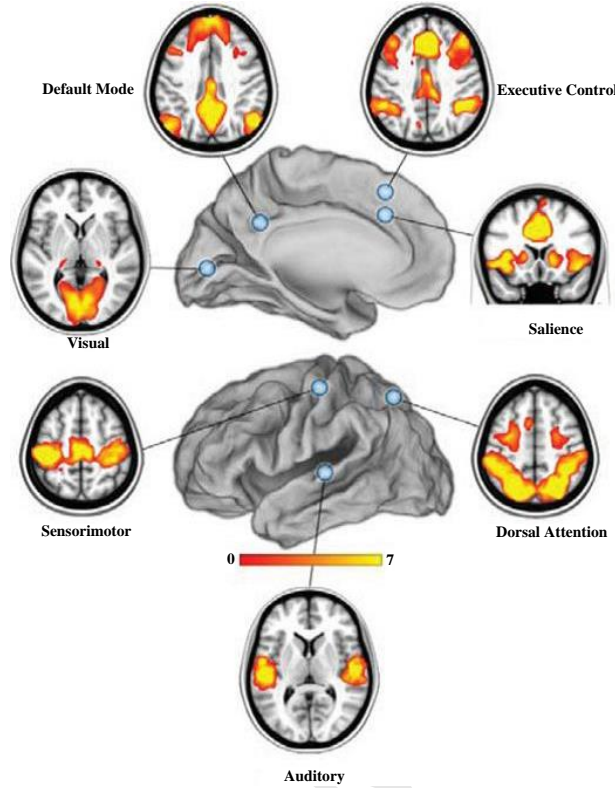 Default Mode
Executive Control
Visual
Salience
Sensorimotor
Dorsal Attention
0 7
Auditory